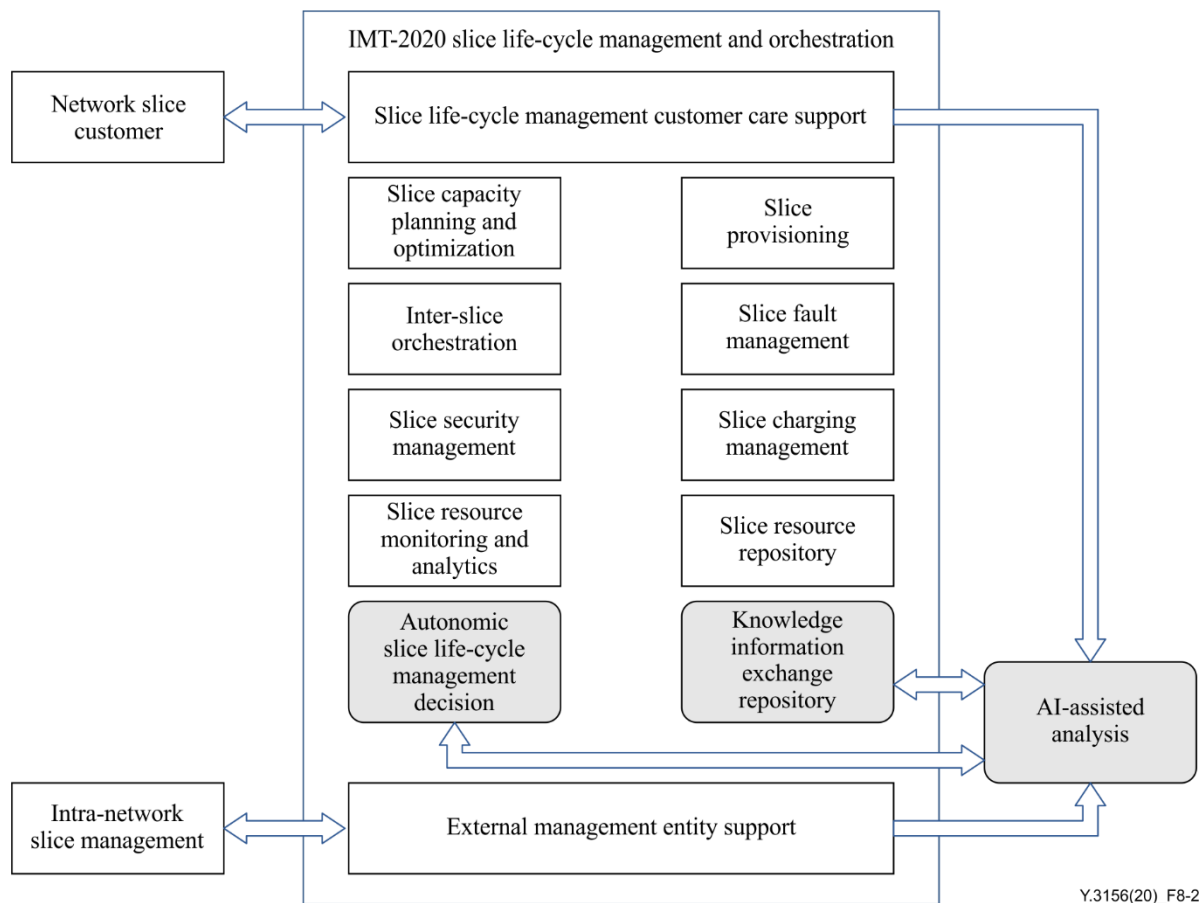 IMT-2020 slice life-cycle management and orchestration
Network slice
customer
Slice life-cycle management customer care support
Slice capacity
planning and
optimization
Slice
provisioning
Inter-slice
orchestration
Slice fault
management
Slice security
management
Slice charging
management
Slice resource
monitoring and
analytics
Slice resource
repository
Autonomic
slice life-cycle
management
decision
Knowledge
information
exchange
repository
AI-assisted
analysis
Intra-network
slice management
External management entity support
Y.3156(20)_F8-2